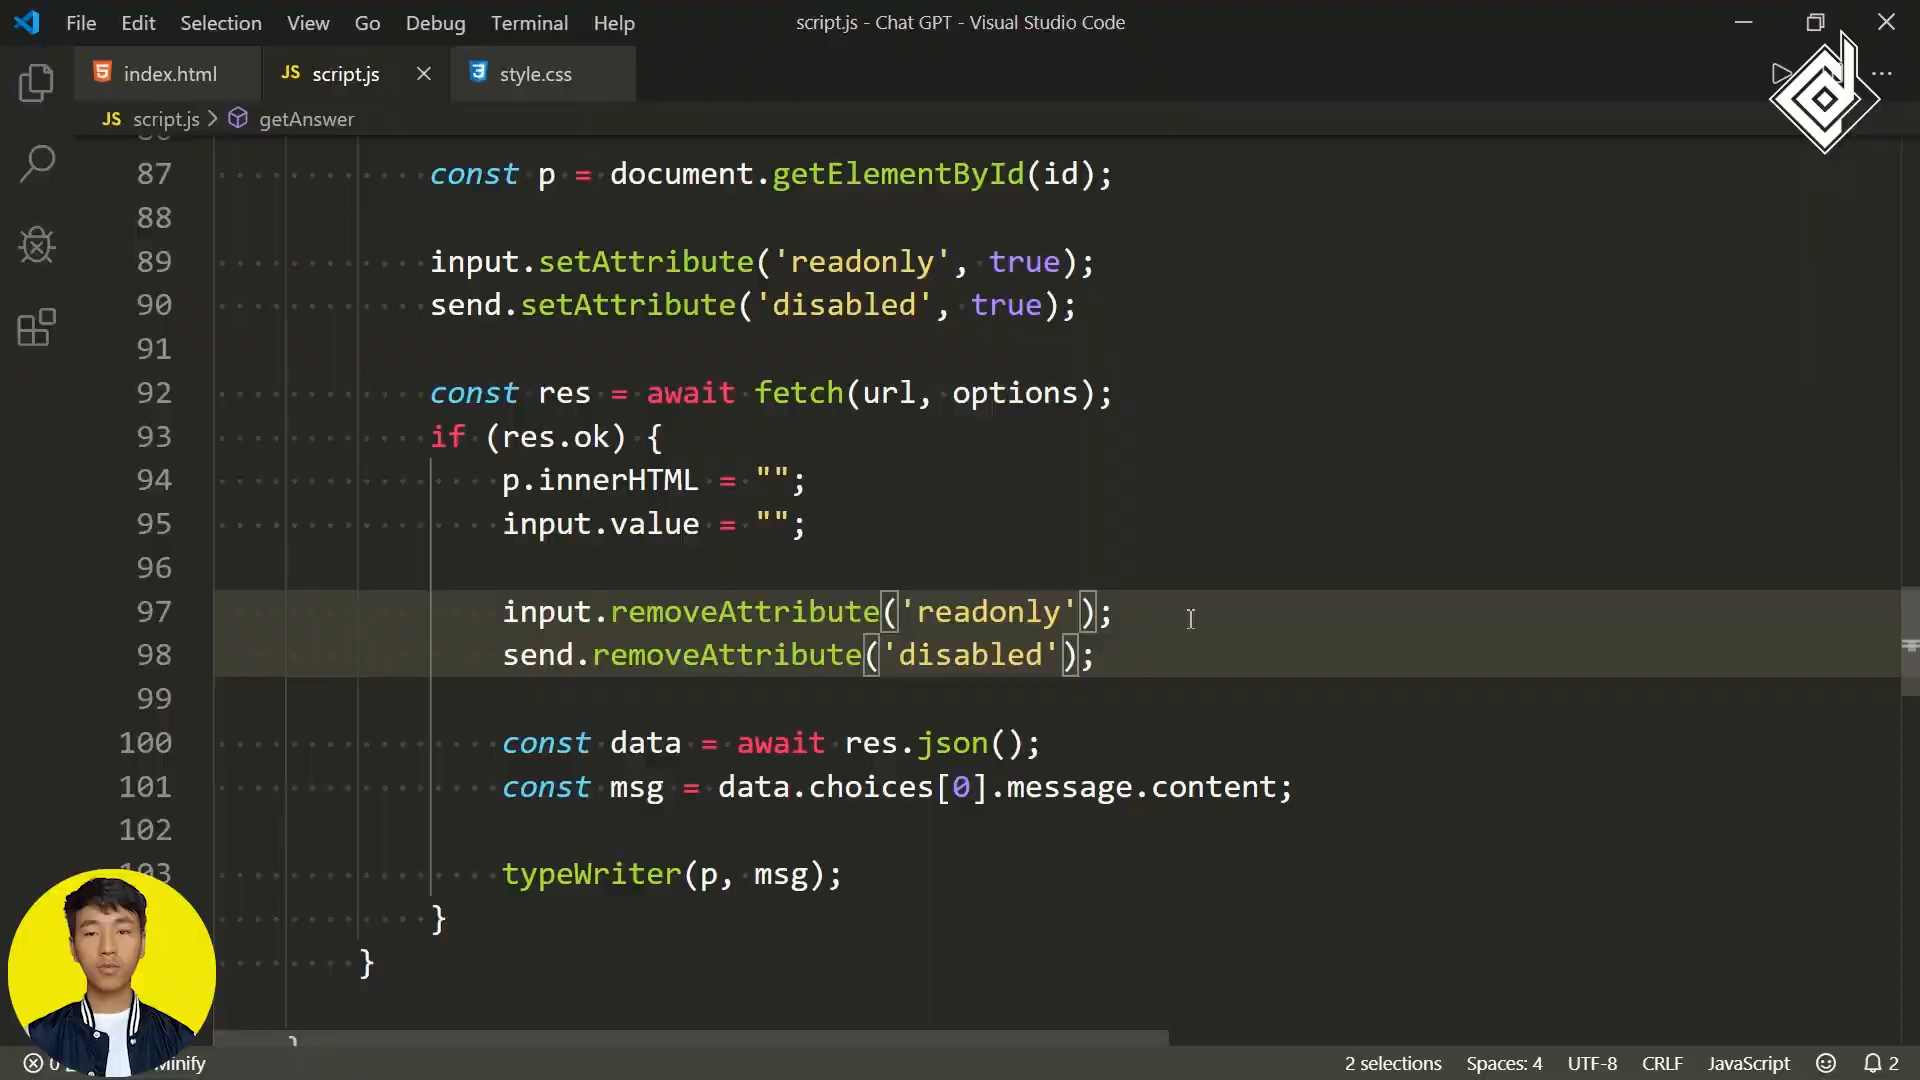 File Edit Selection View Go Debug Terminal Help
script.js - Chat GPT - Visual Studio Code
index.html
JS script.js
style.css
JS script.js > getAnswer
87 const p = document.getElementById(id);
88
89 input.setAttribute('readonly', true);
90 send.setAttribute('disabled', true);
91
92 const res = await fetch(url, options);
93 if (res.ok) {
94 p.innerHTML = "";
95 input.value = "";
96
97 input.removeAttribute('readonly');
98 send.removeAttribute('disabled');
99
100 const data = await res.json();
101 const msg = data.choices[0].message.content;
102
103 typeWriter(p, msg);
}
}
0
Minify
2 selections Spaces: 4 UTF-8 CRLF JavaScript 2